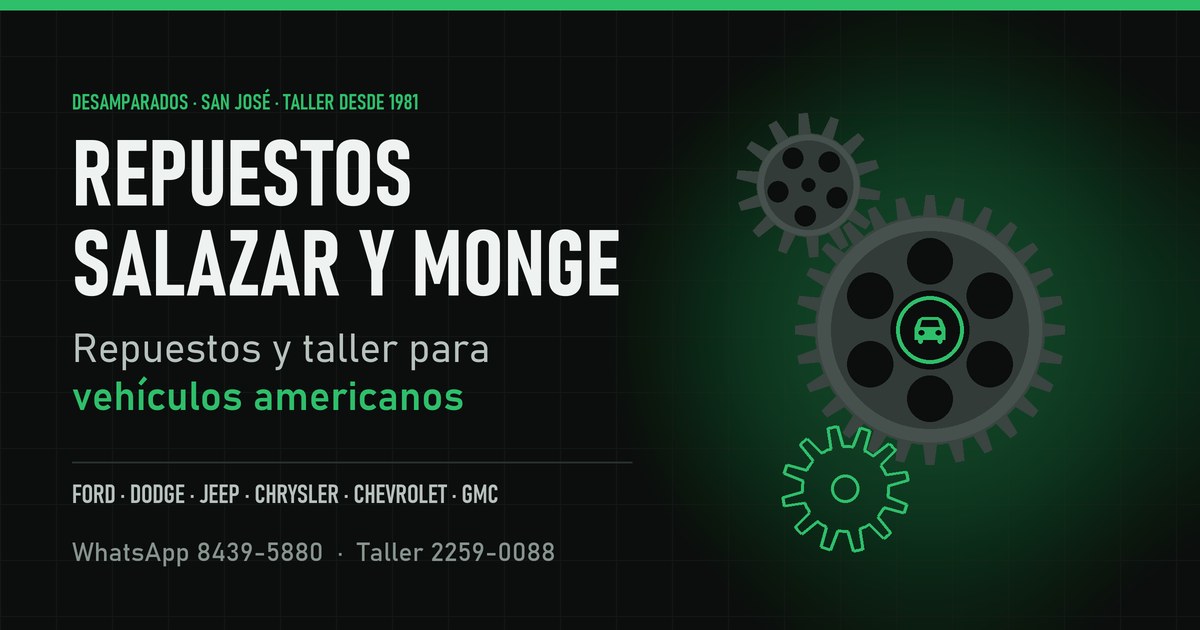 DESAMPARADOS · SAN JOSÉ · TALLER DESDE 1981
REPUESTOS
SALAZAR Y MONGE
Repuestos y taller para
vehículos americanos
FORD · DODGE · JEEP · CHRYSLER · CHEVROLET · GMC
WhatsApp 8439-5880 · Taller 2259-0088